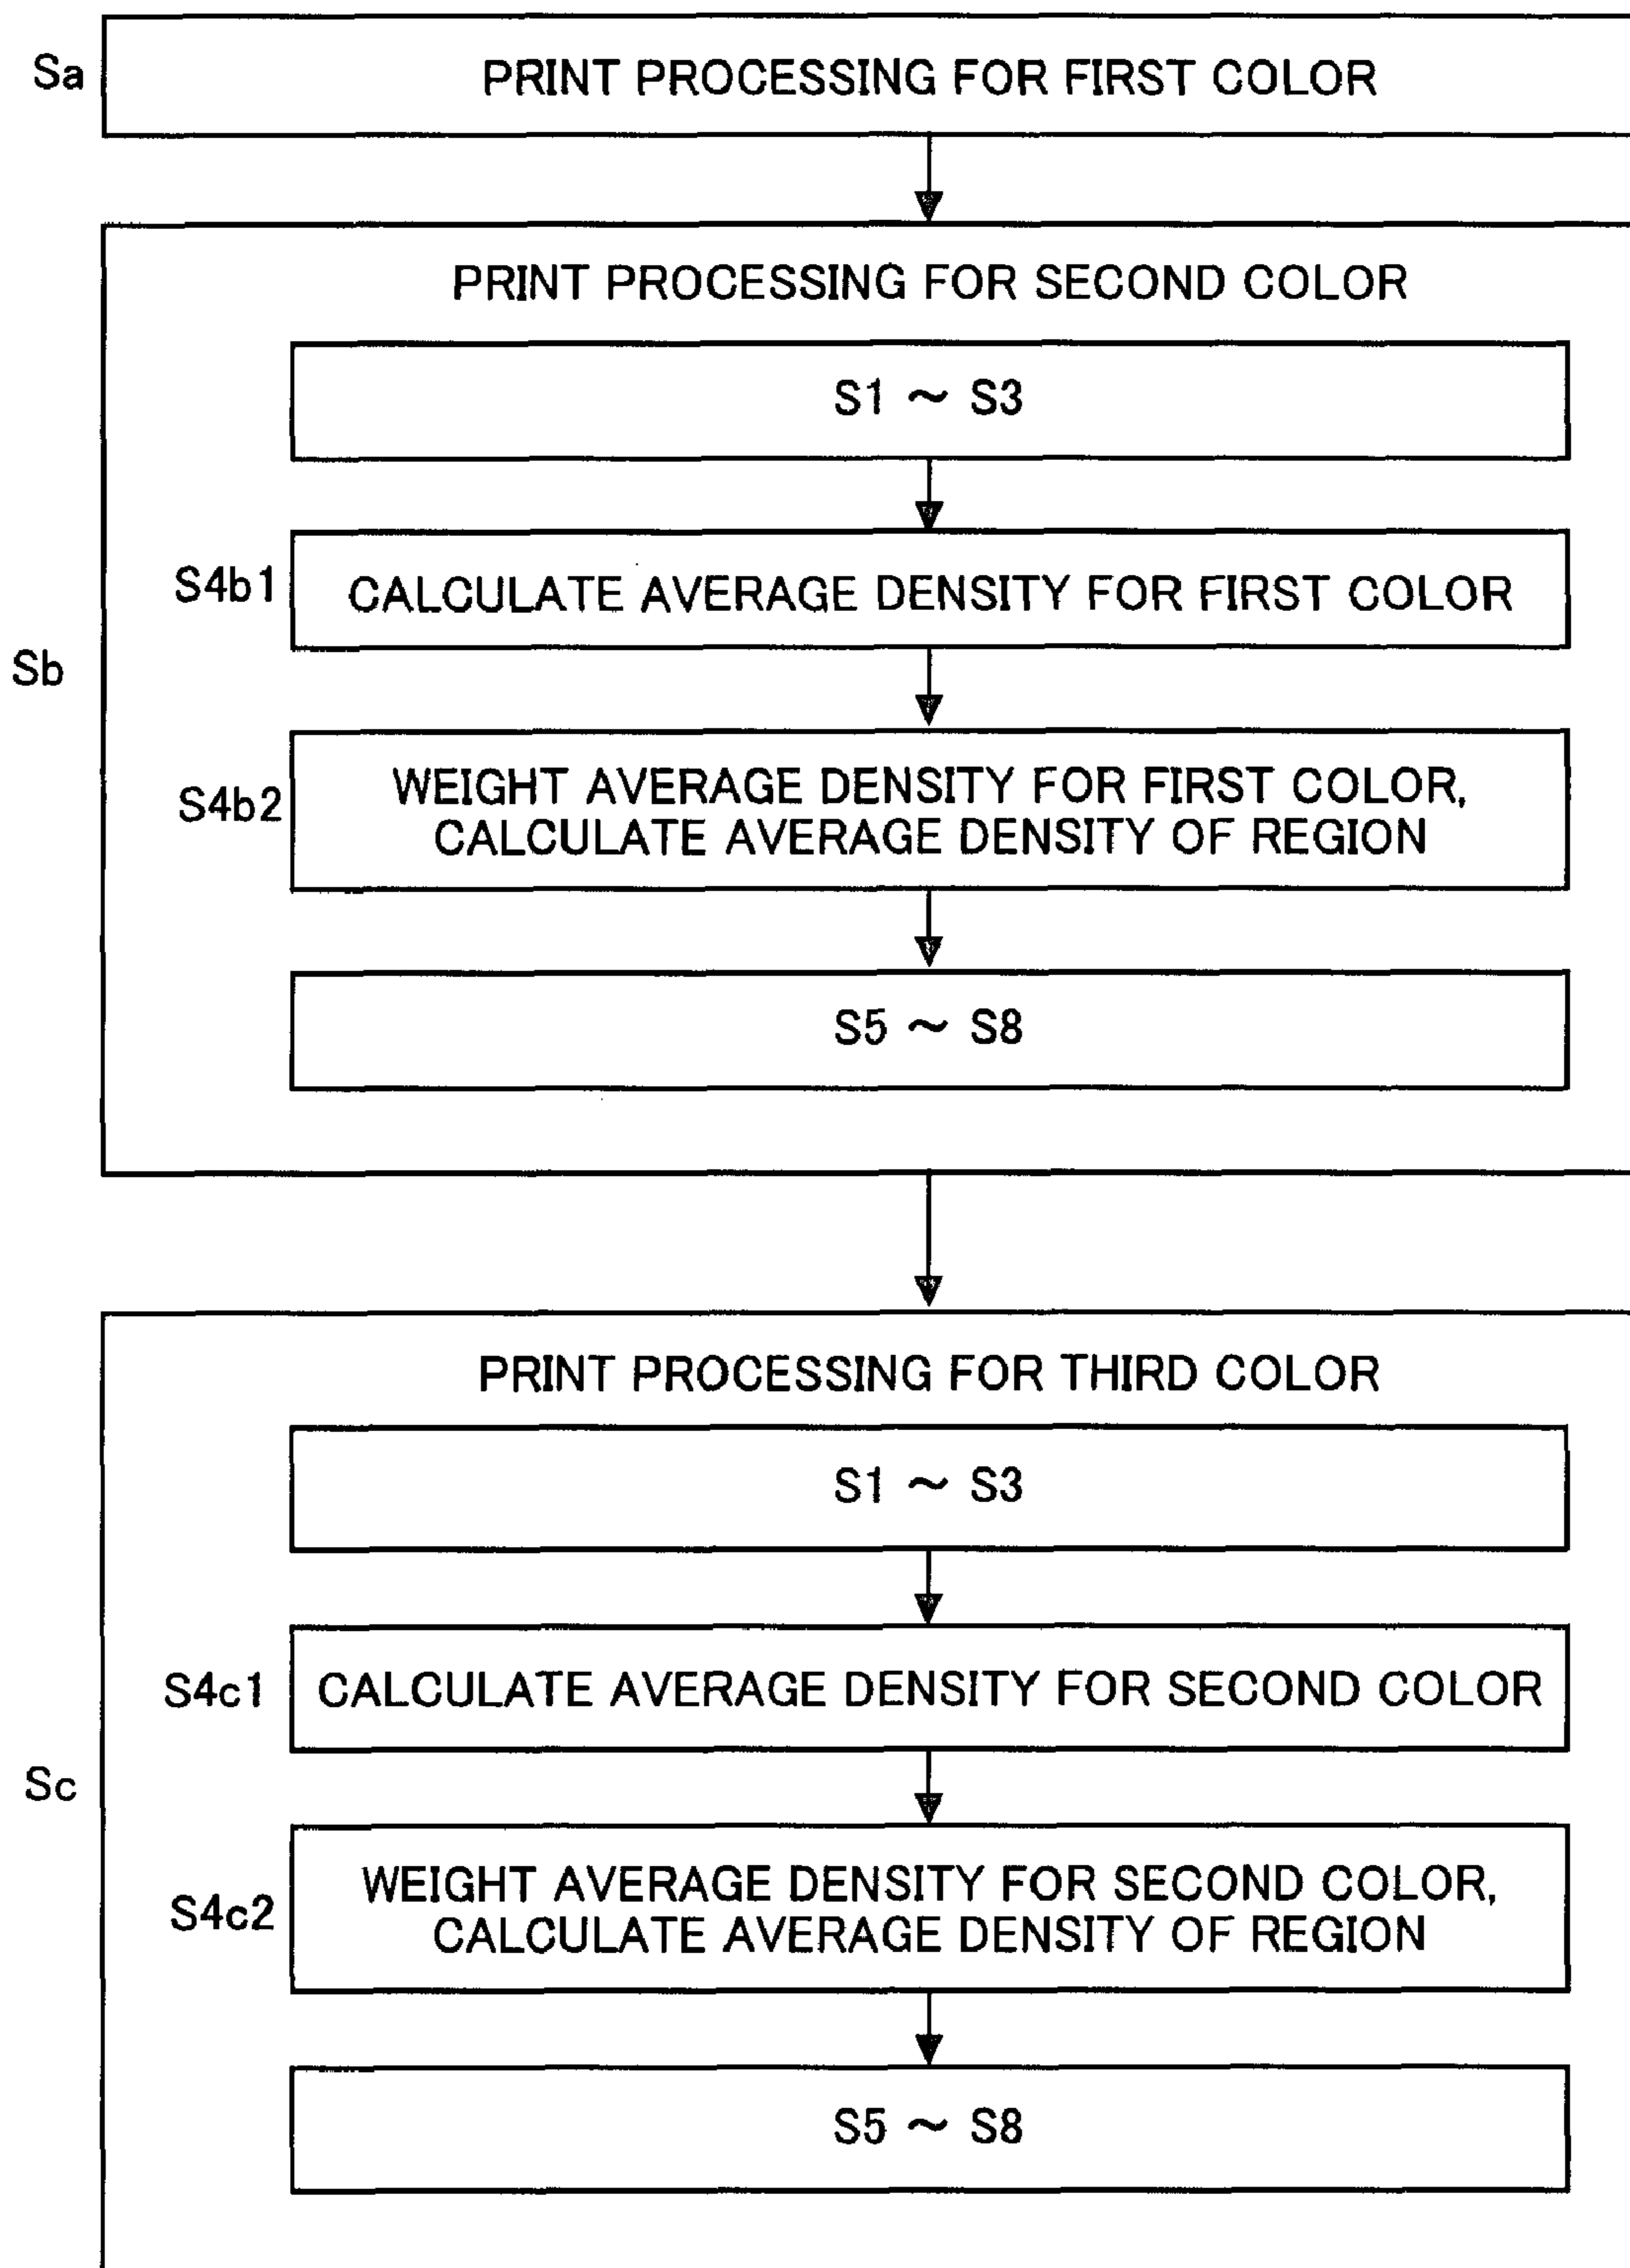 Sa
PRINT PROCESSING FOR FIRST COLOR
PRINT PROCESSING FOR SECOND COLOR
S1 ~ S3
S4b1
CALCULATE AVERAGE DENSITY FOR FIRST COLOR
Sb
S4b2
WEIGHT AVERAGE DENSITY FOR FIRST COLOR,
CALCULATE AVERAGE DENSITY OF REGION
S5 ~ S8
PRINT PROCESSING FOR THIRD COLOR
S1 ~ S3
S4c1
CALCULATE AVERAGE DENSITY FOR SECOND COLOR
Sc
S4c2
WEIGHT AVERAGE DENSITY FOR SECOND COLOR,
CALCULATE AVERAGE DENSITY OF REGION
S5 ~ S8